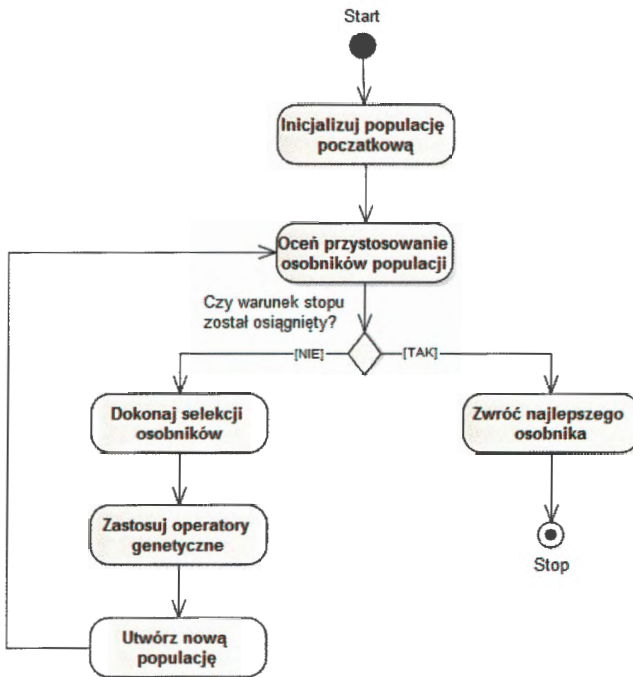 Start
Inicjalizuj populację
początkową
Oceń przystosowanie
osobników populacji
Czy warunek stopu
został osiągnięty?
[NIE]
[TAK]
Dokonaj selekcji
osobników
Zwróć najlepszego
osobnika
Zastosuj operatory
genetyczne
Stop
Utwórz nową
populację